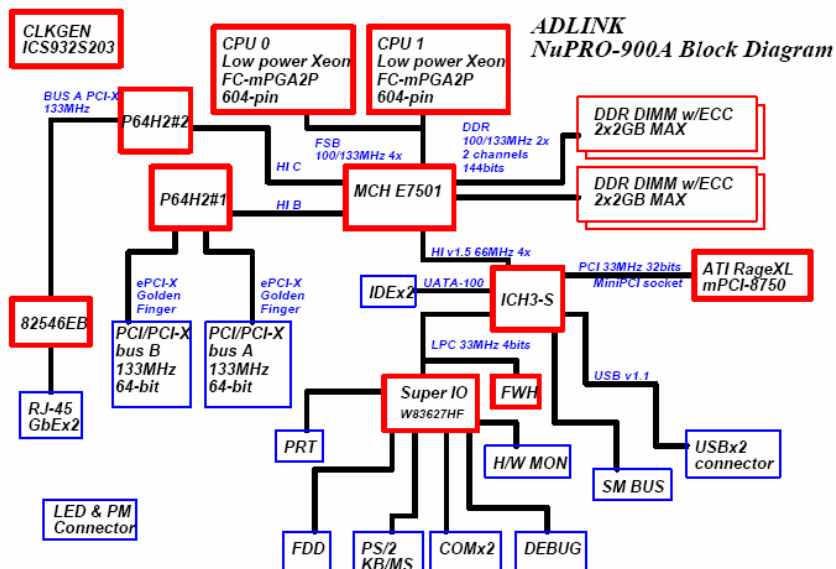 CLKGEN
ICS932S203
CPU 0
Low power Xeon
FC-mPGA2P
604-pin
CPU 1
Low power Xeon
FC-mPGA2P
604-pin
ADLINK
NuPRO-900A Block Diagram
BUS A PCI-X
133MHz
P64H2#2
FSB
100/133MHz 4x
DDR
100/133MHz 2x
2 channels
144bits
DDR DIMM w/ECC
2x2GB MAX
HI C
MCH E7501
DDR DIMM w/ECC
2x2GB MAX
P64H2#1
HI B
HI v1.5 66MHz 4x
ePCI-X
Golden
Finger
ePCI-X
Golden
Finger
IDEx2
UATA-100
ICH3-S
PCI 33MHz 32bits
MiniPCI socket
ATI RageXL
mPCI-8750
82546EB
PCI/PCI-X
bus B
133MHz
64-bit
PCI/PCI-X
bus A
133MHz
64-bit
LPC 33MHz 4bits
USB v1.1
RJ-45
GbEx2
Super IO
W83627HF
FWH
PRT
H/W MON
SM BUS
USBx2
connector
LED & PM
Connector
FDD
PS/2
KB/MS
COMx2
DEBUG